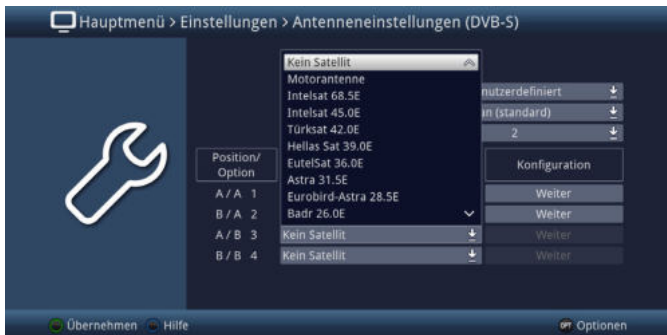 Hauptmenü > Einstellungen > Antenneneinstellungen (DVB-S)
Kein Satellit
Motorantenne
Intelsat 68.5E
Intelsat 45.0E
Türksat 42.0E
Hellas Sat 39.0E
EutelSat 36.0E
Astra 31.5E
Eurobird-Astra 28.5E
Badr 26.0E
nutzerdefiniert
n (standard)
2
Position/
Option
Konfiguration
A / A 1 Weiter
B / A 2 Weiter
A / B 3 Kein Satellit Weiter
B / B 4 Kein Satellit Weiter
Übernehmen Hilfe OPT Optionen